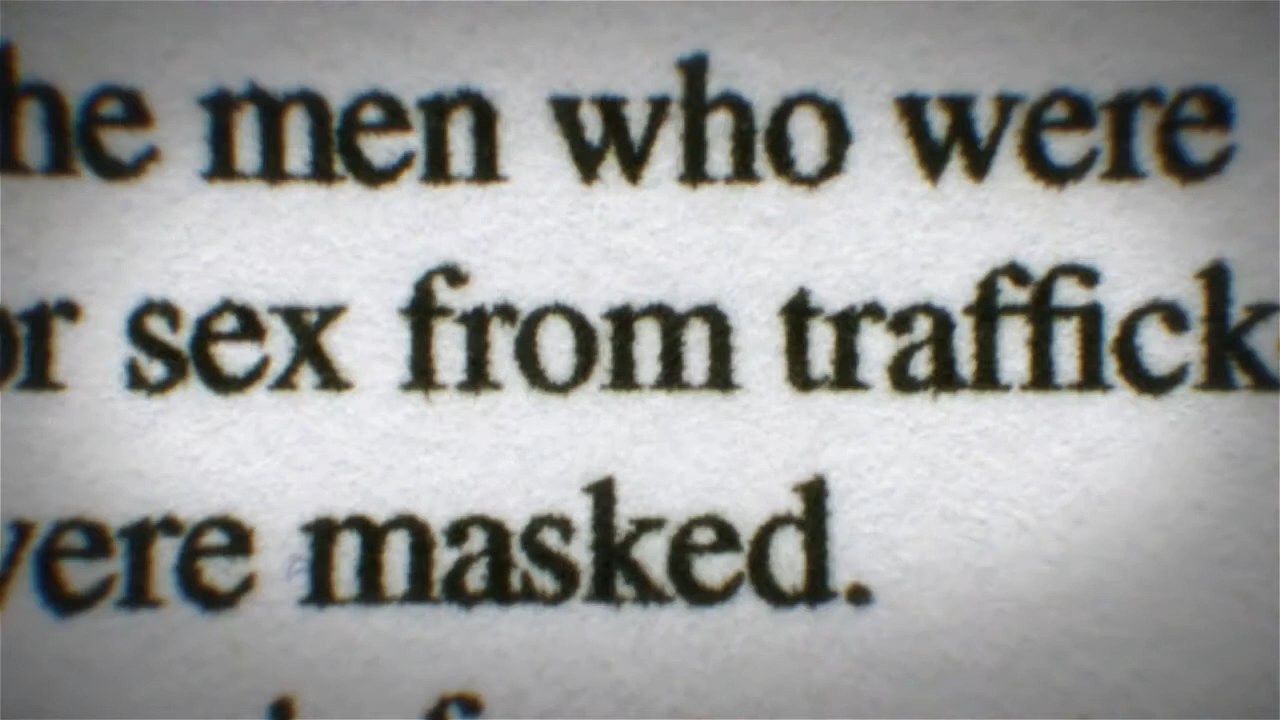 he men who were
or sex from traffick
were masked.